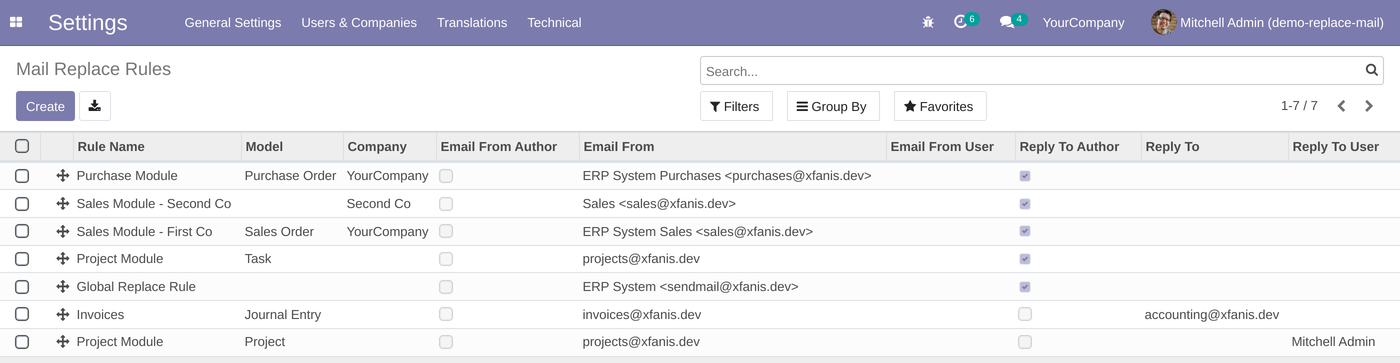 Settings General Settings Users & Companies Translations Technical 6 4 YourCompany Mitchell Admin (demo-replace-mail)
Mail Replace Rules Search...
Create Filters Group By Favorites 1-7 / 7
Rule Name Model Company Email From Author Email From Email From User Reply To Author Reply To Reply To User
Purchase Module Purchase Order YourCompany ERP System Purchases <purchases@xfanis.dev>
Sales Module - Second Co Second Co Sales <sales@xfanis.dev>
Sales Module - First Co Sales Order YourCompany ERP System Sales <sales@xfanis.dev>
Project Module Task projects@xfanis.dev
Global Replace Rule ERP System <sendmail@xfanis.dev>
Invoices Journal Entry invoices@xfanis.dev accounting@xfanis.dev
Project Module Project projects@xfanis.dev Mitchell Admin